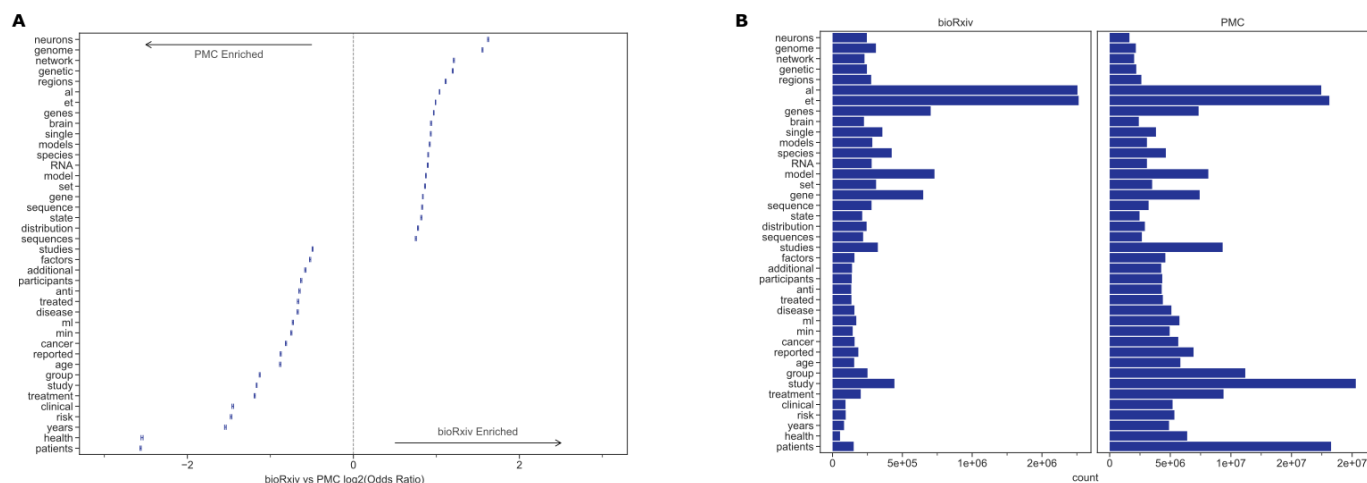 A
neurons
genome
network
genetic
regions
al
et
genes
brain
single
models
species
RNA
model
set
gene
sequence
state
distribution
sequences
studies
factors
additional
participants
anti
treated
disease
ml
min
cancer
reported
age
group
study
treatment
clinical
risk
years
health
patients
PMC Enriched
bioRxiv Enriched
−2 0 2
bioRxiv vs PMC log2(Odds Ratio)
B
bioRxiv PMC
neurons
genome
network
genetic
regions
al
et
genes
brain
single
models
species
RNA
model
set
gene
sequence
state
distribution
sequences
studies
factors
additional
participants
anti
treated
disease
ml
min
cancer
reported
age
group
study
treatment
clinical
risk
years
health
patients
0 5e+05 1e+06 2e+06 0 5e+06 1e+07 2e+07 2e+07
count